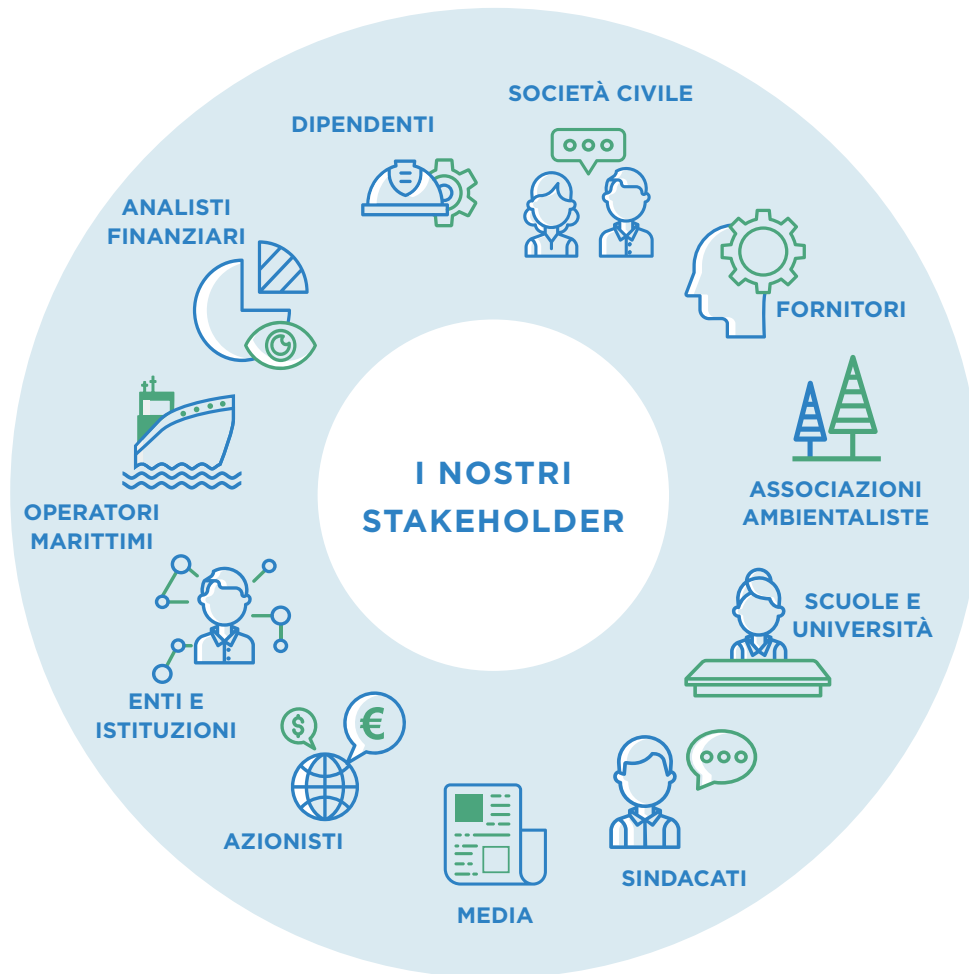 SOCIETÀ CIVILE
DIPENDENTI
ANALISTI
FINANZIARI
FORNITORI
I NOSTRI
STAKEHOLDER
ASSOCIAZIONI
AMBIENTALISTE
OPERATORI
MARITTIMI
SCUOLE E
UNIVERSITÀ
ENTI E
ISTITUZIONI
$
€
AZIONISTI
SINDACATI
MEDIA